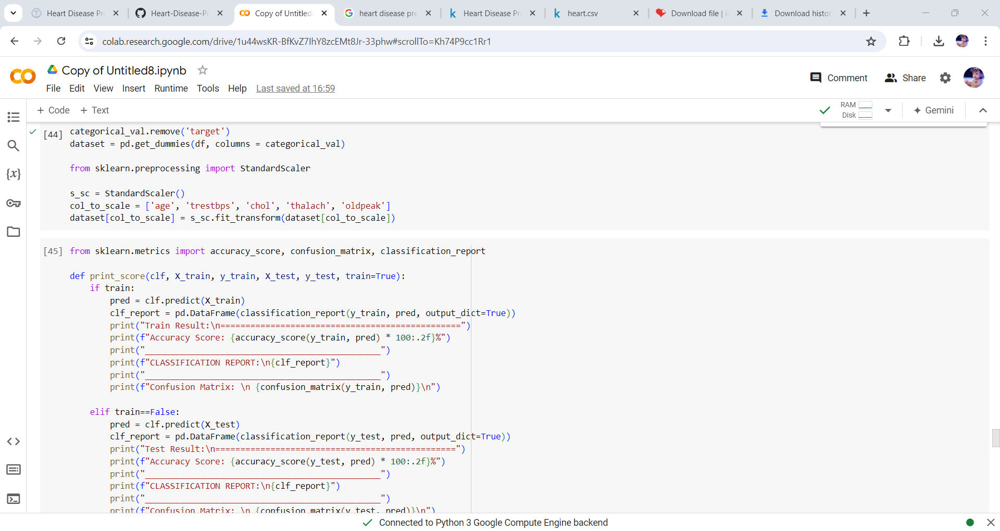 Heart Disease Pr
Heart-Disease-Pr
Copy of Untitled
heart disease pre
Heart Disease Pr
heart.csv
Download file | il
Download histor
colab.research.google.com/drive/1u44wsKR-BfKvZ7IhY8zcEMt8Jr-33phw#scrollTo=Kh74P9cc1Rr1
Copy of Untitled8.ipynb
Comment
Share
File Edit View Insert Runtime Tools Help Last saved at 16:59
+ Code + Text
RAM
Disk
Gemini
[44]
categorical_val.remove('target')
dataset = pd.get_dummies(df, columns = categorical_val)
from sklearn.preprocessing import StandardScaler
s_sc = StandardScaler()
col_to_scale = ['age', 'trestbps', 'chol', 'thalach', 'oldpeak']
dataset[col_to_scale] = s_sc.fit_transform(dataset[col_to_scale])
[45] from sklearn.metrics import accuracy_score, confusion_matrix, classification_report
def print_score(clf, X_train, y_train, X_test, y_test, train=True):
if train:
pred = clf.predict(X_train)
clf_report = pd.DataFrame(classification_report(y_train, pred, output_dict=True))
print("Train Result:\n================================================")
print(f"Accuracy Score: {accuracy_score(y_train, pred) * 100:.2f}%")
print("_______________________________________________")
print(f"CLASSIFICATION REPORT:\n{clf_report}")
print("_______________________________________________")
print(f"Confusion Matrix: \n {confusion_matrix(y_train, pred)}\n")
elif train==False:
pred = clf.predict(X_test)
clf_report = pd.DataFrame(classification_report(y_test, pred, output_dict=True))
print("Test Result:\n================================================")
print(f"Accuracy Score: {accuracy_score(y_test, pred) * 100:.2f}%")
print("_______________________________________________")
print(f"CLASSIFICATION REPORT:\n{clf_report}")
print("_______________________________________________")
print(f"Confusion Matrix: \n {confusion_matrix(y_test, pred)}\n")
Connected to Python 3 Google Compute Engine backend